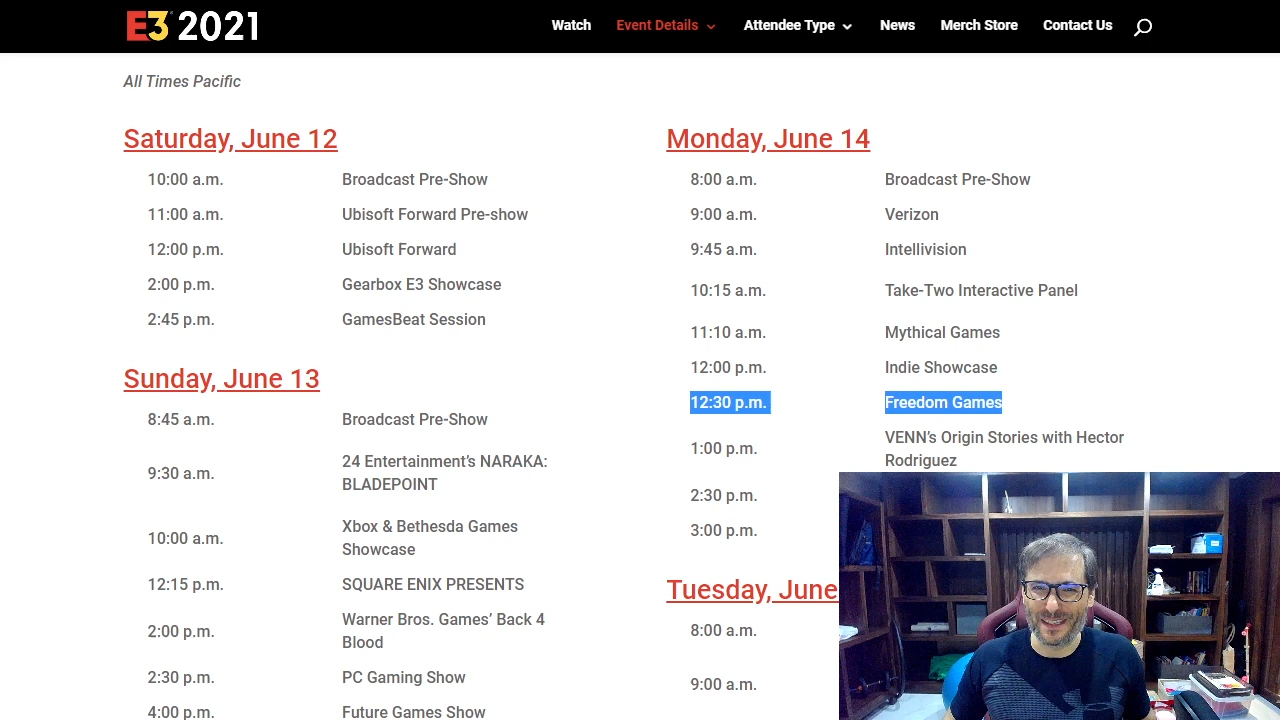 E3 2021
Watch
Event Details
Attendee Type
News
Merch Store
Contact Us
All Times Pacific
Saturday, June 12
10:00 a.m. Broadcast Pre-Show
11:00 a.m. Ubisoft Forward Pre-show
12:00 p.m. Ubisoft Forward
2:00 p.m. Gearbox E3 Showcase
2:45 p.m. GamesBeat Session
Sunday, June 13
8:45 a.m. Broadcast Pre-Show
9:30 a.m. 24 Entertainment’s NARAKA:
BLADEPOINT
10:00 a.m. Xbox & Bethesda Games
Showcase
12:15 p.m. SQUARE ENIX PRESENTS
2:00 p.m. Warner Bros. Games’ Back 4
Blood
2:30 p.m. PC Gaming Show
4:00 p.m. Future Games Show
Monday, June 14
8:00 a.m. Broadcast Pre-Show
9:00 a.m. Verizon
9:45 a.m. Intellivision
10:15 a.m. Take-Two Interactive Panel
11:10 a.m. Mythical Games
12:00 p.m. Indie Showcase
12:30 p.m. Freedom Games
1:00 p.m. VENN’s Origin Stories with Hector
Rodriguez
2:30 p.m.
3:00 p.m.
Tuesday, June
8:00 a.m.
9:00 a.m.